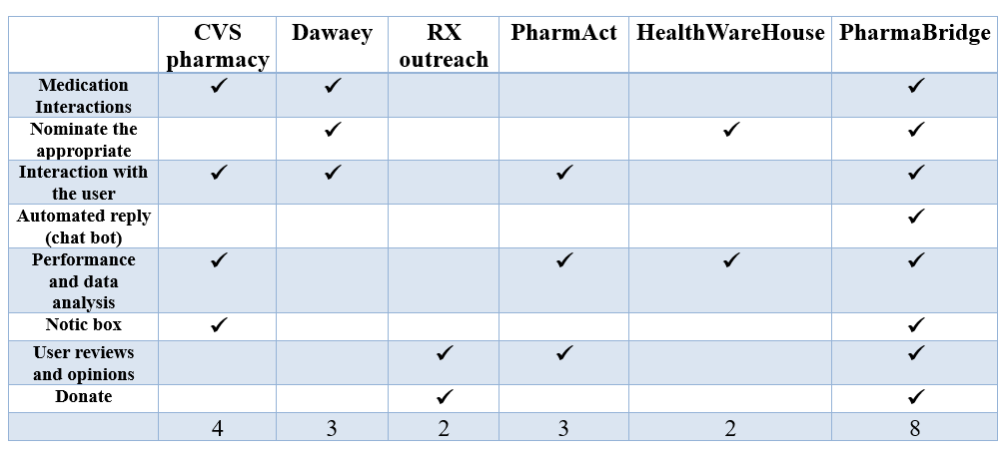 CVS pharmacy Dawaey RX outreach PharmAct HealthWareHouse PharmaBridge
Medication
Interactions ✓ ✓ ✓
Nominate the
appropriate ✓ ✓ ✓
Interaction with
the user ✓ ✓ ✓ ✓
Automated reply
(chat bot) ✓
Performance
and data
analysis ✓ ✓ ✓ ✓
Notic box ✓ ✓
User reviews
and opinions ✓ ✓ ✓
Donate ✓ ✓
4 3 2 3 2 8